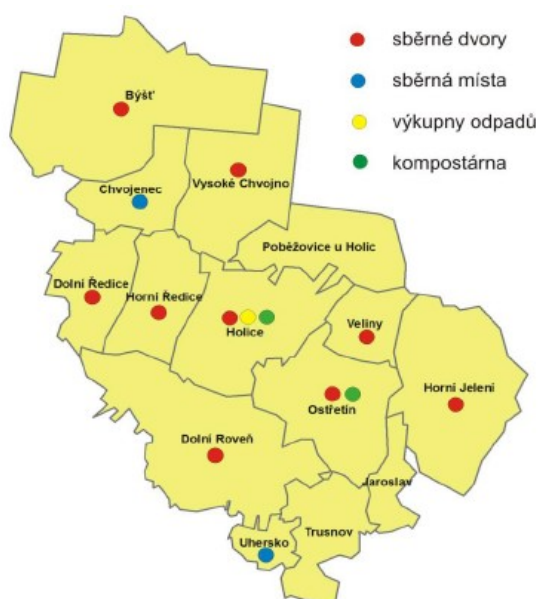 sběrné dvory
sběrná místa
výkupny odpadů
kompostárna
Býšť
Vysoké Chvojno
Chvojenec
Poběžovice u Holic
Dolní Ředice
Horní Ředice
Holice
Veliny
Horní Jelení
Ostřetín
Dolní Roveň
Jaroslav
Trusnov
Uhersko